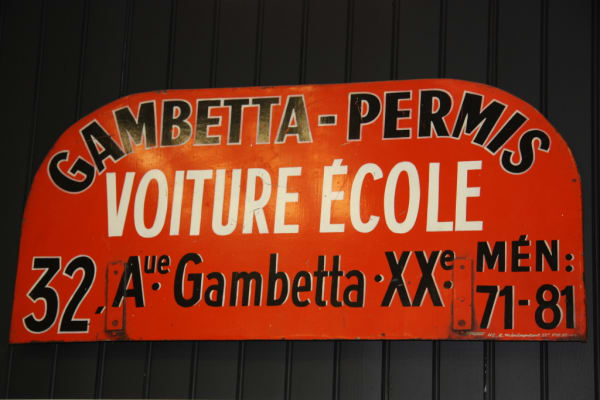 GAMBETTA-PERMIS
VOITURE ÉCOLE
32, Aue. Gambetta·XXe. MÉN:
71-81